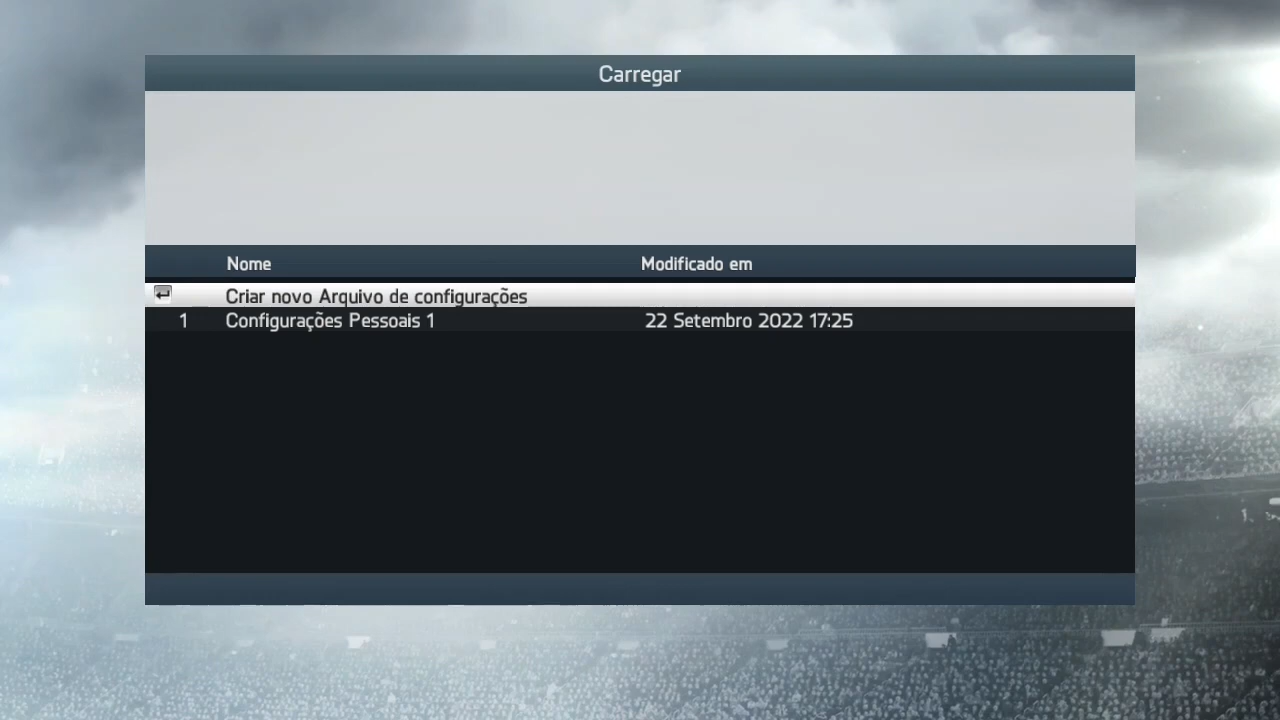 Carregar
Nome Modificado em
Criar novo Arquivo de configurações
1 Configurações Pessoais 1 22 Setembro 2022 17:25